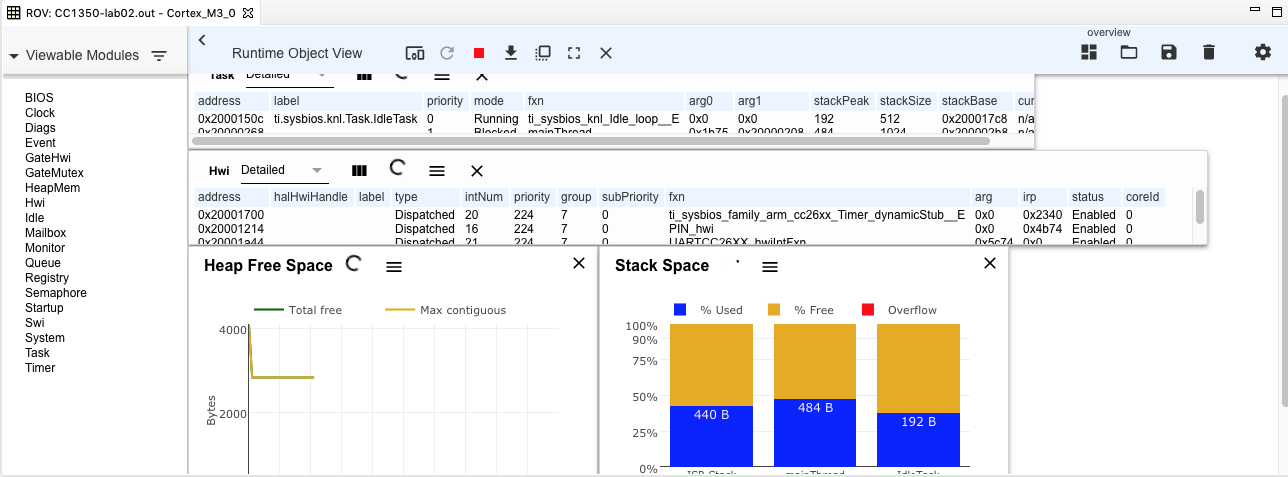 ROV: CC1350-lab02.out - Cortex_M3_0
Viewable Modules
Runtime Object View
overview
BIOS
Clock
Diags
Event
GateHwi
GateMutex
HeapMem
Hwi
Idle
Mailbox
Monitor
Queue
Registry
Semaphore
Startup
Swi
System
Task
Timer
Task Detailed
address label priority mode fxn arg0 arg1 stackPeak stackSize stackBase cur
0x2000150c ti.sysbios.knl.Task.IdleTask 0 Running ti_sysbios_knl_Idle_loop__E 0x0 0x0 192 512 0x200017c8 n/a
0x20000268 1 Blocked mainThread 0x1b75 0x20000208 484 1024 0x200002b8 n/a
Hwi Detailed
address halHwiHandle label type intNum priority group subPriority fxn arg irp status coreId
0x20001700 Dispatched 20 224 7 0 ti_sysbios_family_arm_cc26xx_Timer_dynamicStub__E 0x0 0x2340 Enabled 0
0x20001214 Dispatched 16 224 7 0 PIN_hwi 0x0 0x4b74 Enabled 0
0x20001a44 Dispatched 21 224 7 0 UARTCC26XX_hwiIntFxn 0x5c74 0x0 Enabled 0
Heap Free Space
Total free Max contiguous
4000
2000
Bytes
Stack Space
% Used % Free Overflow
100%
90%
75%
50%
25%
0%
440 B 484 B 192 B
ISR Stack mainThread IdleTask